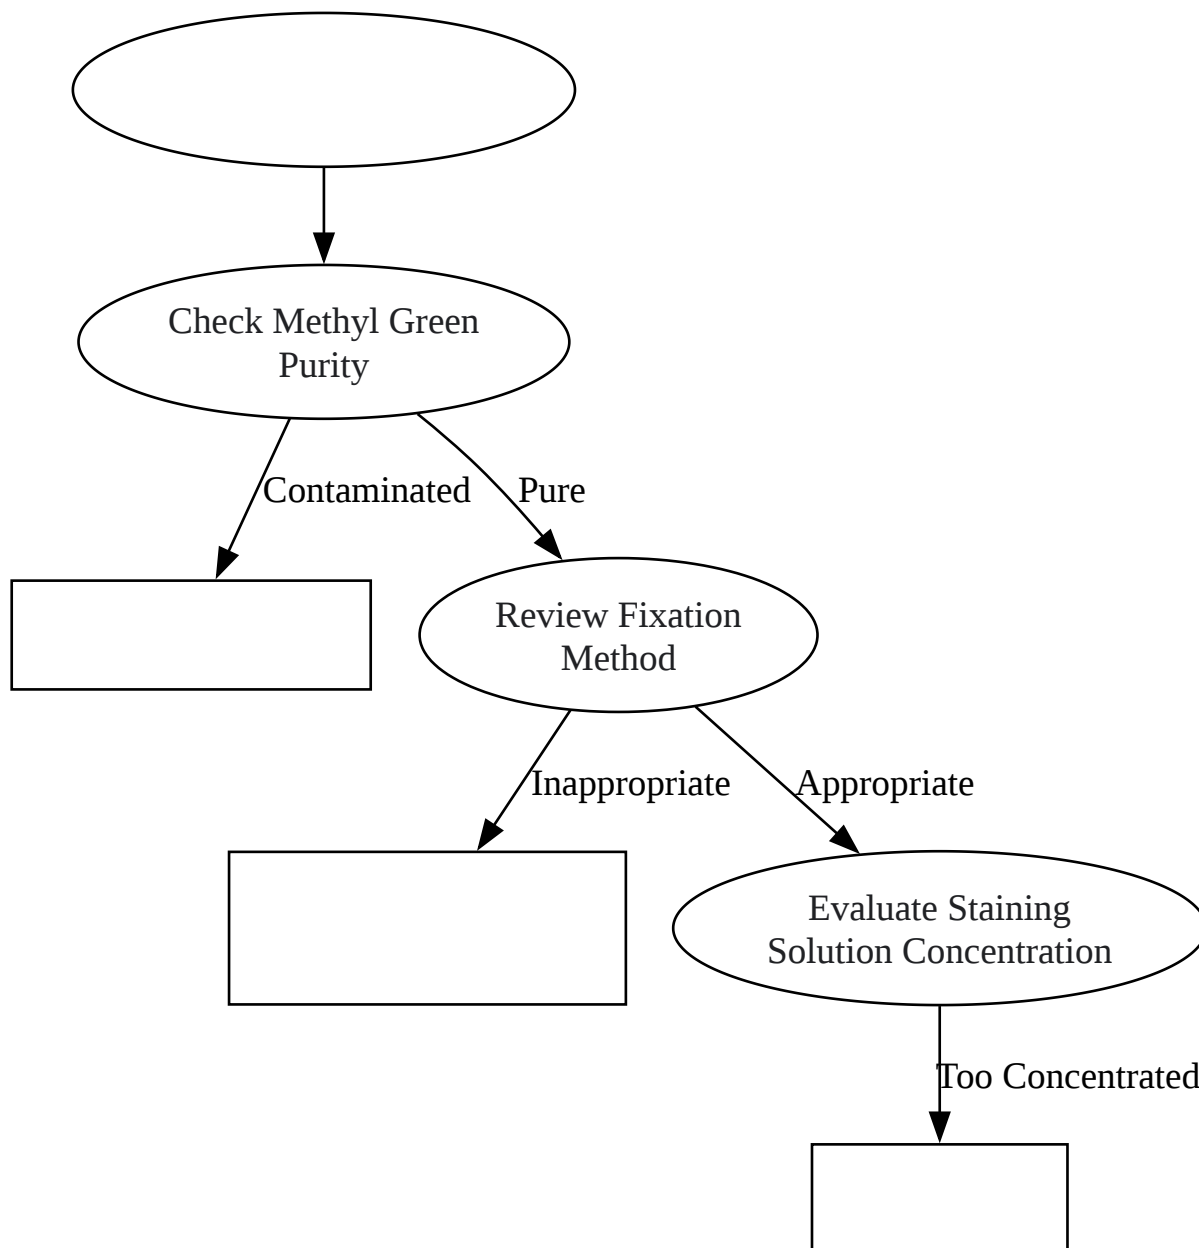 Check Methyl Green
Purity
Contaminated
Pure
Review Fixation
Method
Inappropriate
Appropriate
Evaluate Staining
Solution Concentration
Too Concentrated